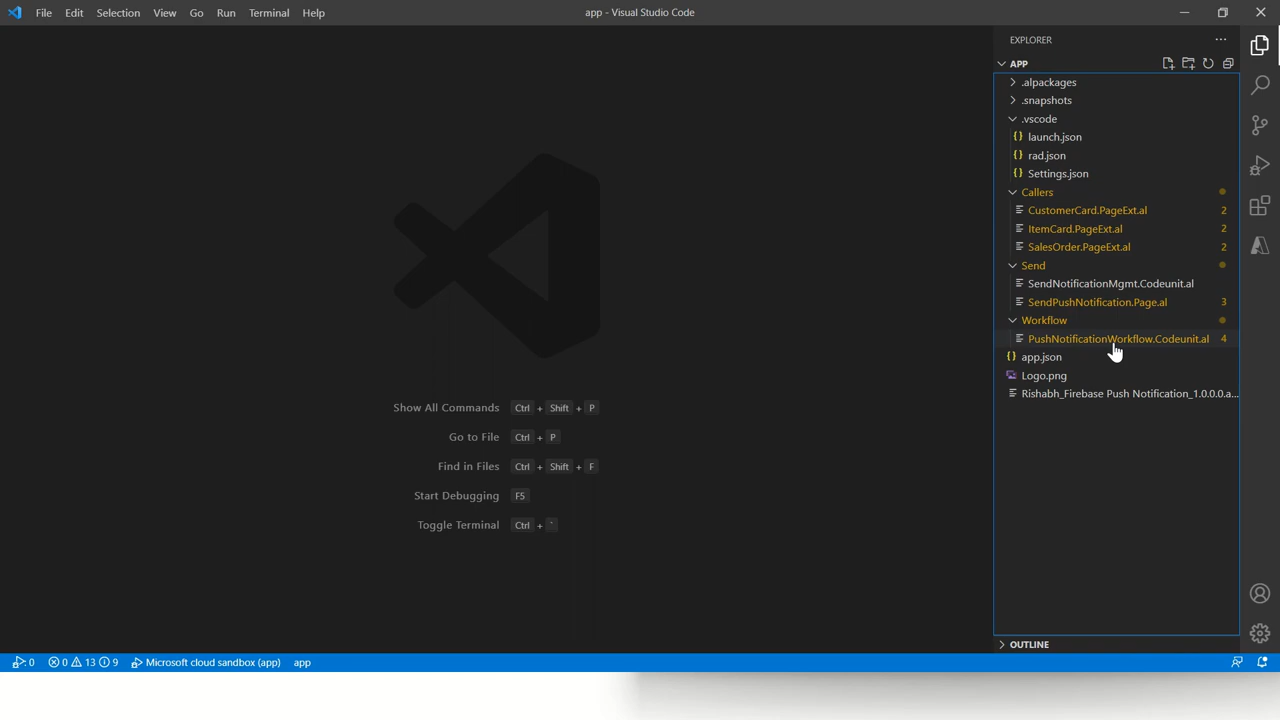 File Edit Selection View Go Run Terminal Help
app - Visual Studio Code
EXPLORER
APP
.alpackages
.snapshots
.vscode
launch.json
rad.json
Settings.json
Callers
CustomerCard.PageExt.al 2
ItemCard.PageExt.al 2
SalesOrder.PageExt.al 2
Send
SendNotificationMgmt.Codeunit.al
SendPushNotification.Page.al 3
Workflow
PushNotificationWorkflow.Codeunit.al 4
app.json
Logo.png
Rishabh_Firebase Push Notification_1.0.0.0.a...
Show All Commands Ctrl + Shift + P
Go to File Ctrl + P
Find in Files Ctrl + Shift + F
Start Debugging F5
Toggle Terminal Ctrl + `
OUTLINE
0 0 13 9 Microsoft cloud sandbox (app) app